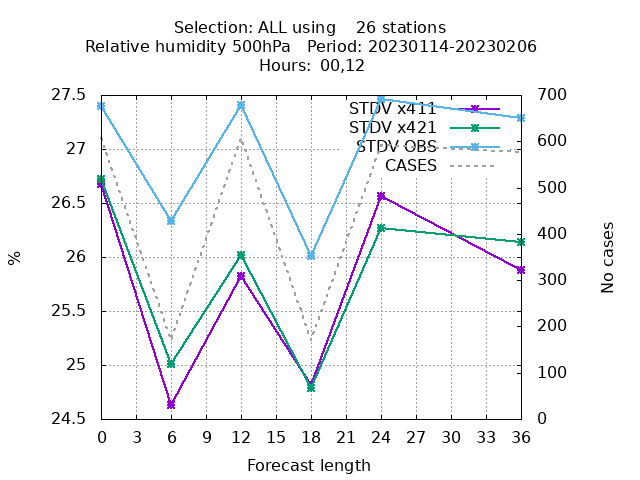 Selection: ALL using    26 stations
Relative humidity 500hPa   Period: 20230114-20230206
Hours:  00,12
STDV x411
STDV x421
STDV OBS
CASES
27.5
27
26.5
26
25.5
25
24.5
%
700
600
500
400
300
200
100
0
No cases
0 3 6 9 12 15 18 21 24 27 30 33 36
Forecast length